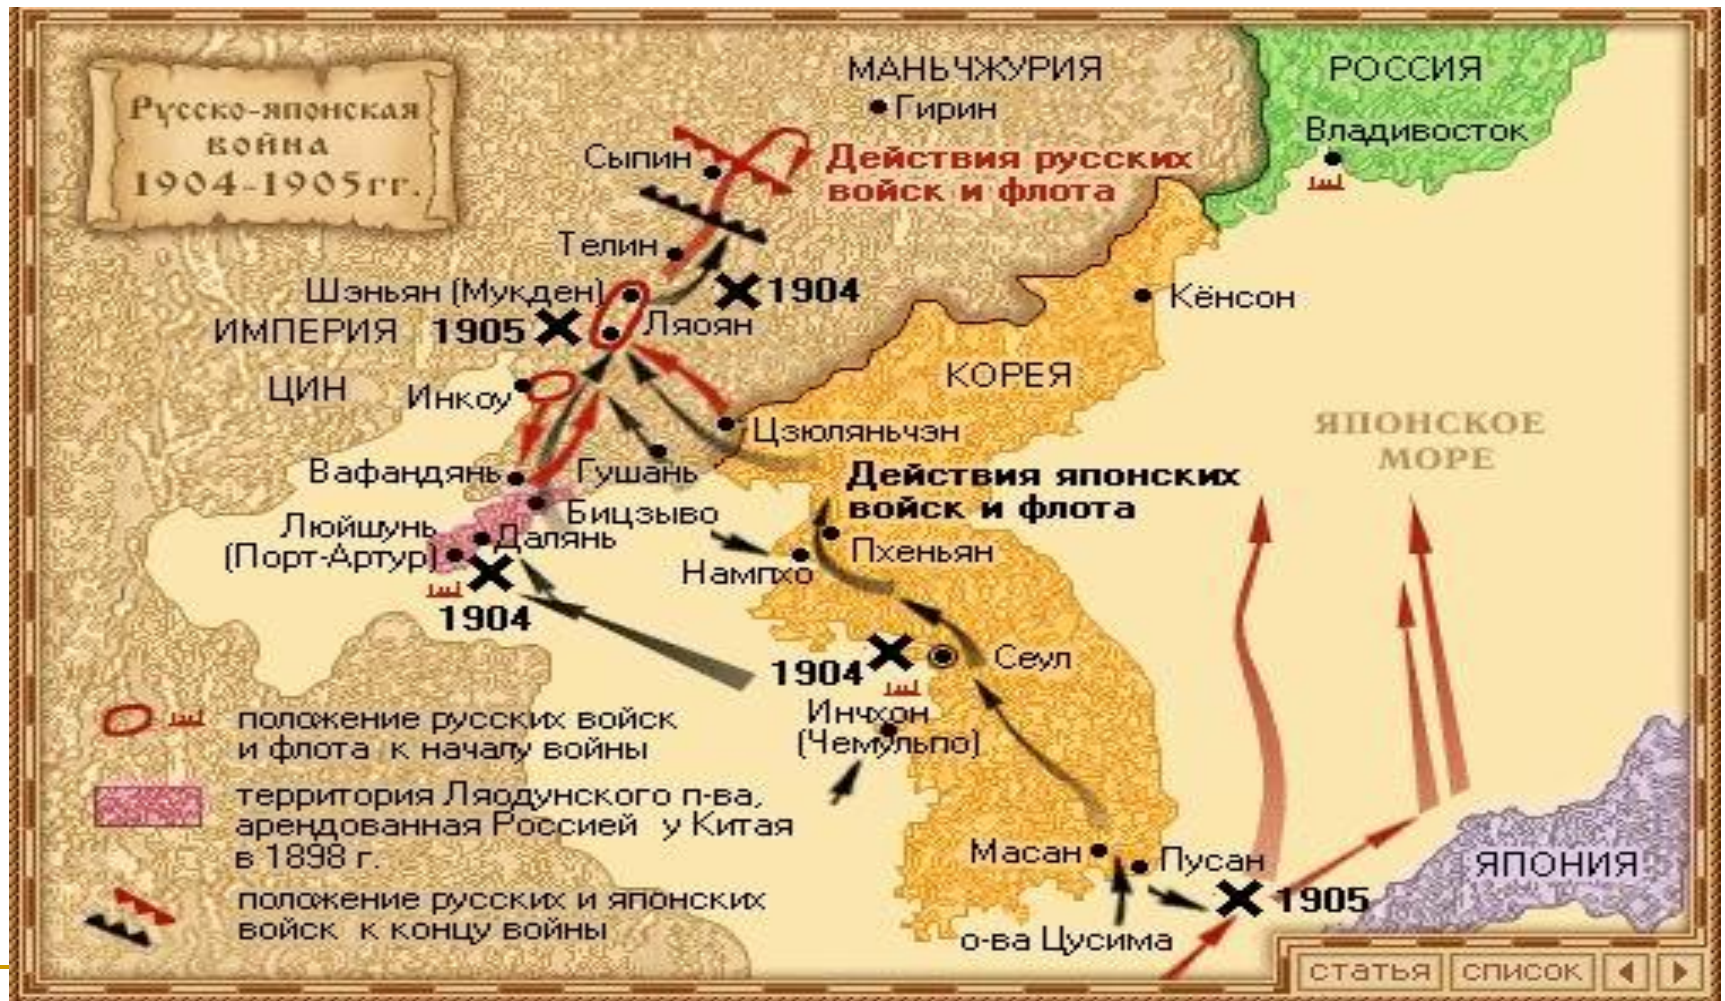 Русско-японская
война
1904-1905гг.
МАНЬЧЖУРИЯ
Гирин
РОССИЯ
Владивосток
Сыпин
Действия русских
войск и флота
Телин
Шэньян (Мукден)
1904
ИМПЕРИЯ
1905
Ляоян
Кёнсон
ЦИН
Инкоу
КОРЕЯ
Цзюляньчэн
ЯПОНСКОЕ
МОРЕ
Вафандянь
Гушань
Действия японских
войск и флота
Бицзыво
Люйшунь
(Порт-Артур)
Далянь
Нампхо
Пхеньян
1904
1904
Сеул
Инчхон
(Чемульпо)
положение русских войск
и флота к началу войны
территория Ляодунского п-ва,
арендованная Россией у Китая
в 1898 г.
положение русских и японских
войск к концу войны
Масан
Пусан
ЯПОНИЯ
1905
о-ва Цусима
статья
список